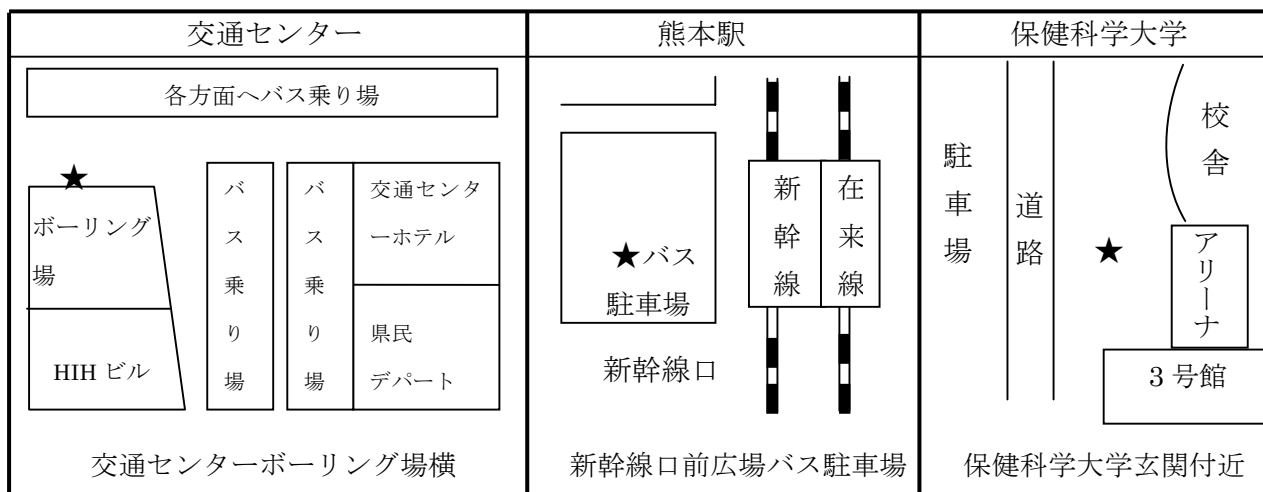 交通センター
各方面へバス乗り場
★
ボーリング
場
HIH ビル
バス乗り場
バス乗り場
交通センタ
ーホテル
県民
デパート
交通センターボーリング場横
熊本駅
★バス
駐車場
新幹線
在来線
新幹線口
新幹線口前広場バス駐車場
保健科学大学
駐車場
道路
★
校舎
アリーナ
3 号館
保健科学大学玄関付近